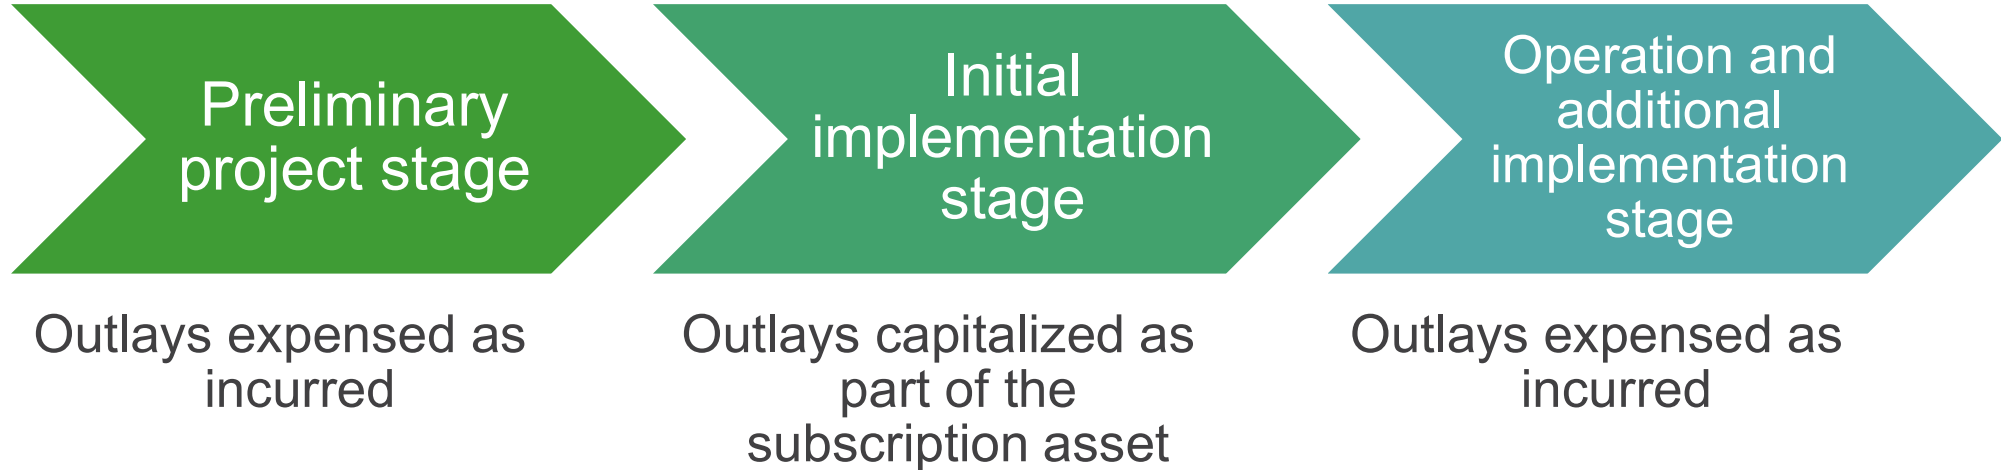 Preliminary
project stage
Initial
implementation
stage
Operation and
additional
implementation
stage
Outlays expensed as
incurred
Outlays capitalized as
part of the
subscription asset
Outlays expensed as
incurred